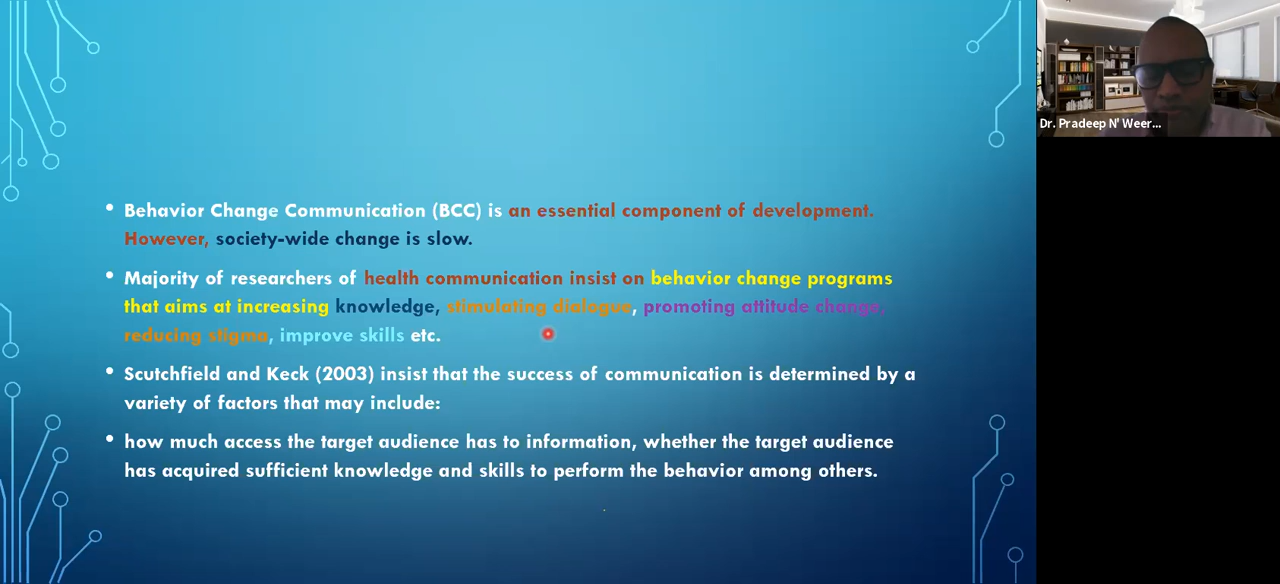 • Behavior Change Communication (BCC) is an essential component of development.
However, society-wide change is slow.
• Majority of researchers of health communication insist on behavior change programs
that aims at increasing knowledge, stimulating dialogue, promoting attitude change,
reducing stigma, improve skills etc.
• Scutchfield and Keck (2003) insist that the success of communication is determined by a
variety of factors that may include:
• how much access the target audience has to information, whether the target audience
has acquired sufficient knowledge and skills to perform the behavior among others.
Dr. Pradeep N' Weer...